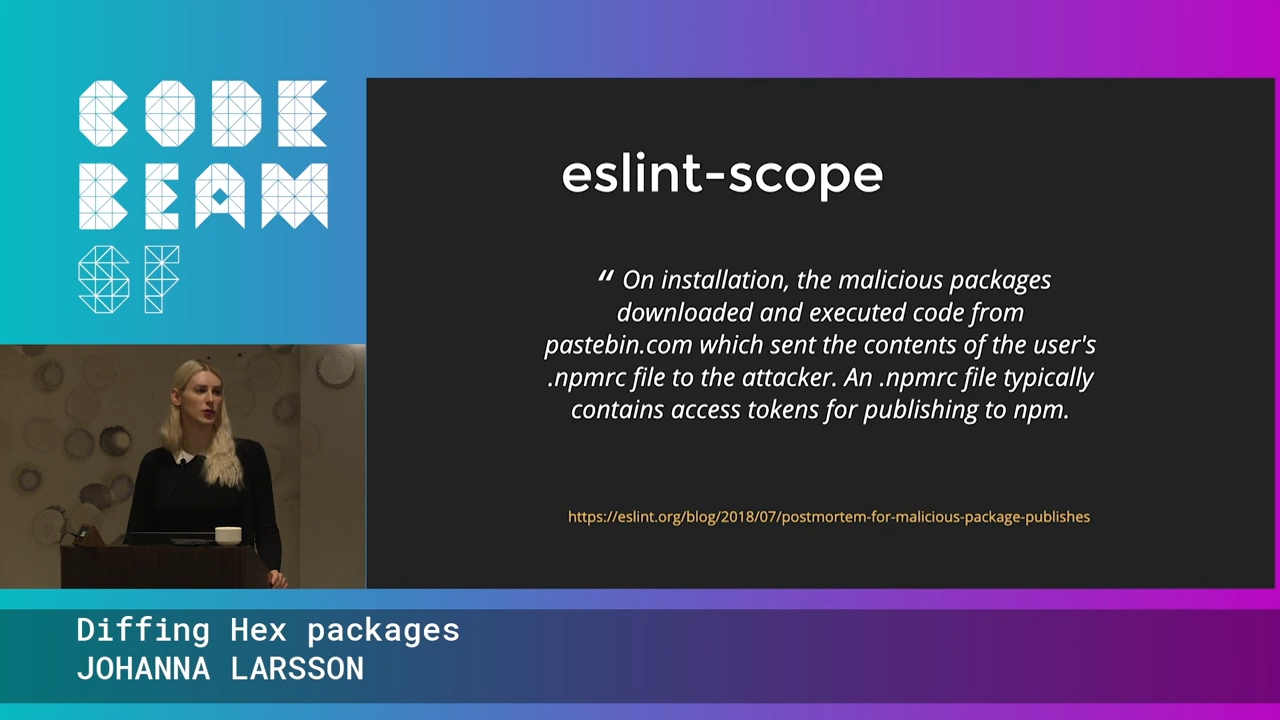 CODE
BEAM
SF
eslint-scope
“ On installation, the malicious packages
downloaded and executed code from
pastebin.com which sent the contents of the user's
.npmrc file to the attacker. An .npmrc file typically
contains access tokens for publishing to npm.
https://eslint.org/blog/2018/07/postmortem-for-malicious-package-publishes
Diffing Hex packages
JOHANNA LARSSON